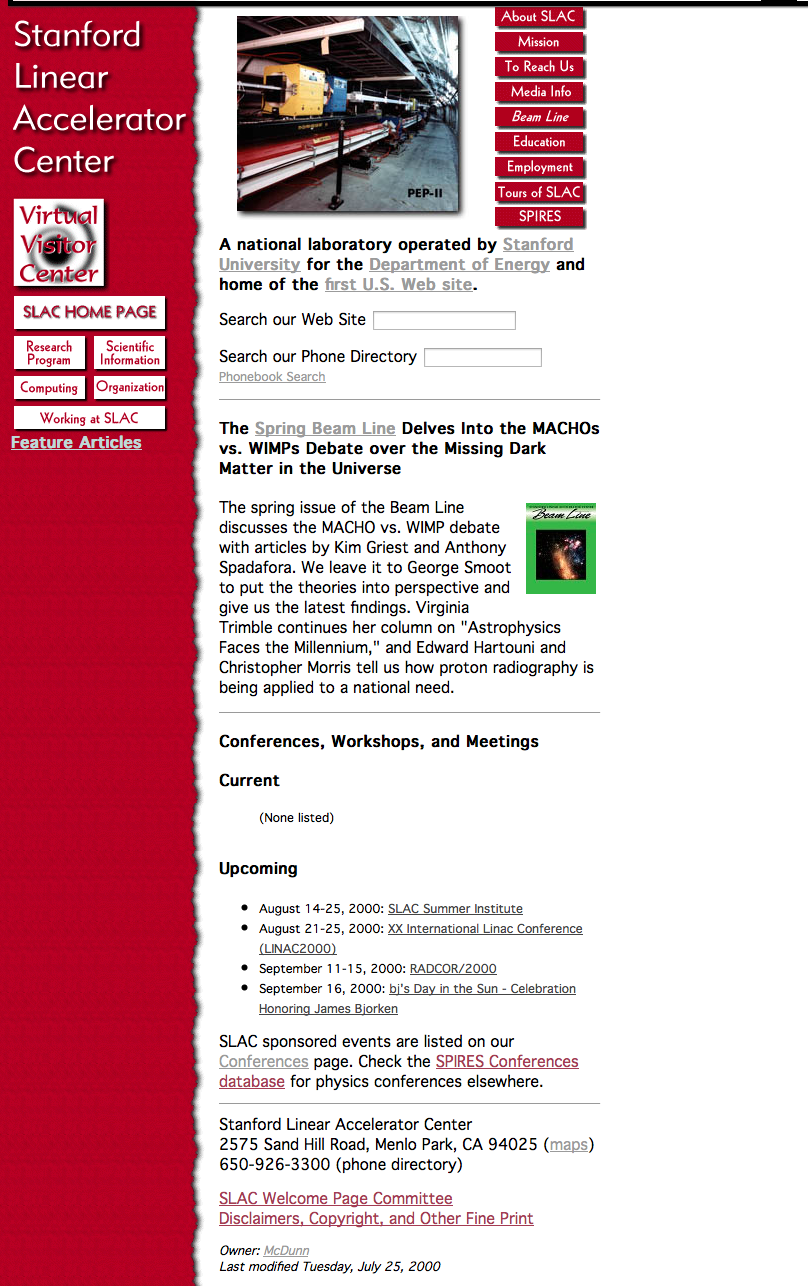 Stanford
Linear
Accelerator
Center
Virtual
Visitor
Center
SLAC HOME PAGE
Research
Program
Scientific
Information
Computing
Organization
Working at SLAC
Feature Articles
PEP-II
About SLAC
Mission
To Reach Us
Media Info
Beam Line
Education
Employment
Tours of SLAC
SPIRES
A national laboratory operated by Stanford
University for the Department of Energy and
home of the first U.S. Web site.
Search our Web Site
Search our Phone Directory
Phonebook Search
The Spring Beam Line Delves Into the MACHOs
vs. WIMPs Debate over the Missing Dark
Matter in the Universe
The spring issue of the Beam Line
discusses the MACHO vs. WIMP debate
with articles by Kim Griest and Anthony
Spadafora. We leave it to George Smoot
to put the theories into perspective and
give us the latest findings. Virginia
Trimble continues her column on "Astrophysics
Faces the Millennium," and Edward Hartouni and
Christopher Morris tell us how proton radiography is
being applied to a national need.
Beam Line
Conferences, Workshops, and Meetings
Current
(None listed)
Upcoming
• August 14-25, 2000: SLAC Summer Institute
• August 21-25, 2000: XX International Linac Conference
(LINAC2000)
• September 11-15, 2000: RADCOR/2000
• September 16, 2000: bj's Day in the Sun - Celebration
Honoring James Bjorken
SLAC sponsored events are listed on our
Conferences page. Check the SPIRES Conferences
database for physics conferences elsewhere.
Stanford Linear Accelerator Center
2575 Sand Hill Road, Menlo Park, CA 94025 (maps)
650-926-3300 (phone directory)
SLAC Welcome Page Committee
Disclaimers, Copyright, and Other Fine Print
Owner: McDunn
Last modified Tuesday, July 25, 2000